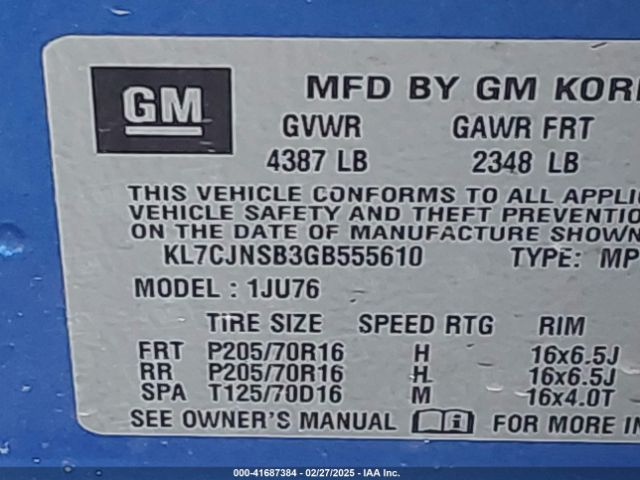 GM
MFD BY GM KOR
GVWR GAWR FRT
4387 LB 2348 LB
THIS VEHICLE CONFORMS TO ALL APPLIC
VEHICLE SAFETY AND THEFT PREVENTIO
ON THE DATE OF MANUFACTURE SHOWN
KL7CJNSB3GB555610 TYPE: MP
MODEL : 1JU76
TIRE SIZE SPEED RTG RIM
FRT P205/70R16 H 16x6.5J
RR P205/70R16 H 16x6.5J
SPA T125/70D16 M 16x4.0T
SEE OWNER'S MANUAL i FOR MORE IN
000-41687384 - 02/27/2025 - IAA Inc.